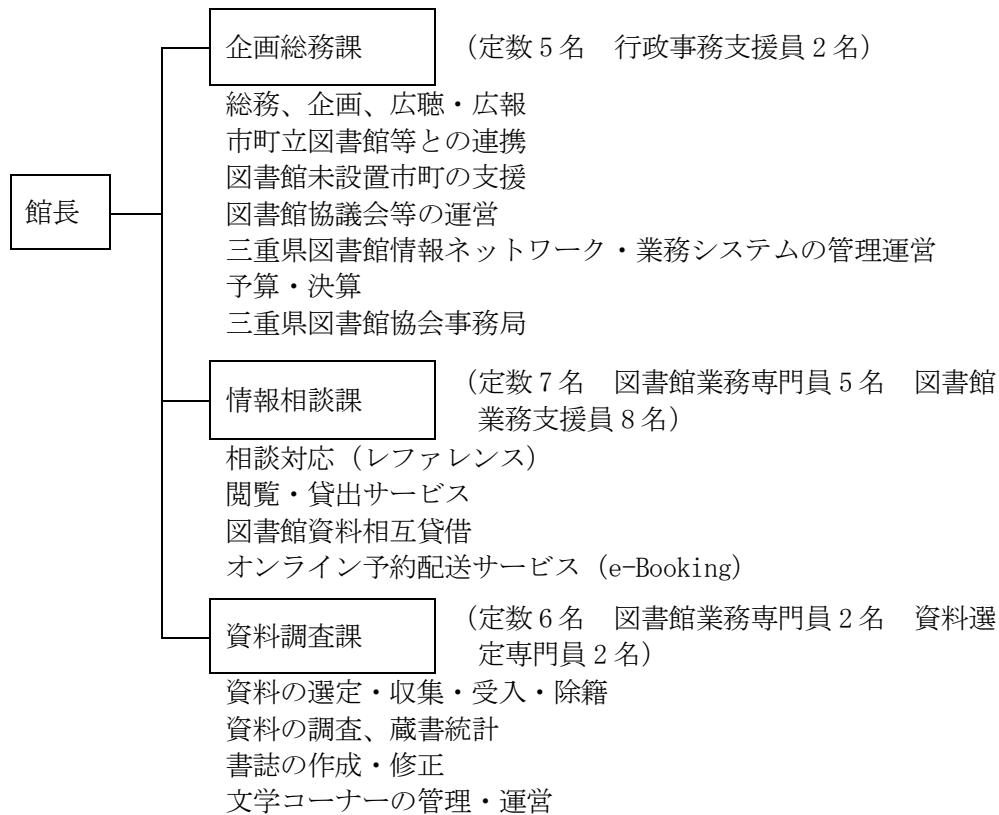 企画総務課　（定数５名　行政事務支援員２名）
総務、企画、広聴・広報
市町立図書館等との連携
図書館未設置市町の支援
館長
図書館協議会等の運営
三重県図書館情報ネットワーク・業務システムの管理運営
予算・決算
三重県図書館協会事務局
情報相談課　（定数７名　図書館業務専門員５名　図書館
業務支援員８名）
相談対応（レファレンス）
閲覧・貸出サービス
図書館資料相互貸借
オンライン予約配送サービス（e-Booking）
資料調査課　（定数６名　図書館業務専門員２名　資料選
定専門員２名）
資料の選定・収集・受入・除籍
資料の調査、蔵書統計
書誌の作成・修正
文学コーナーの管理・運営